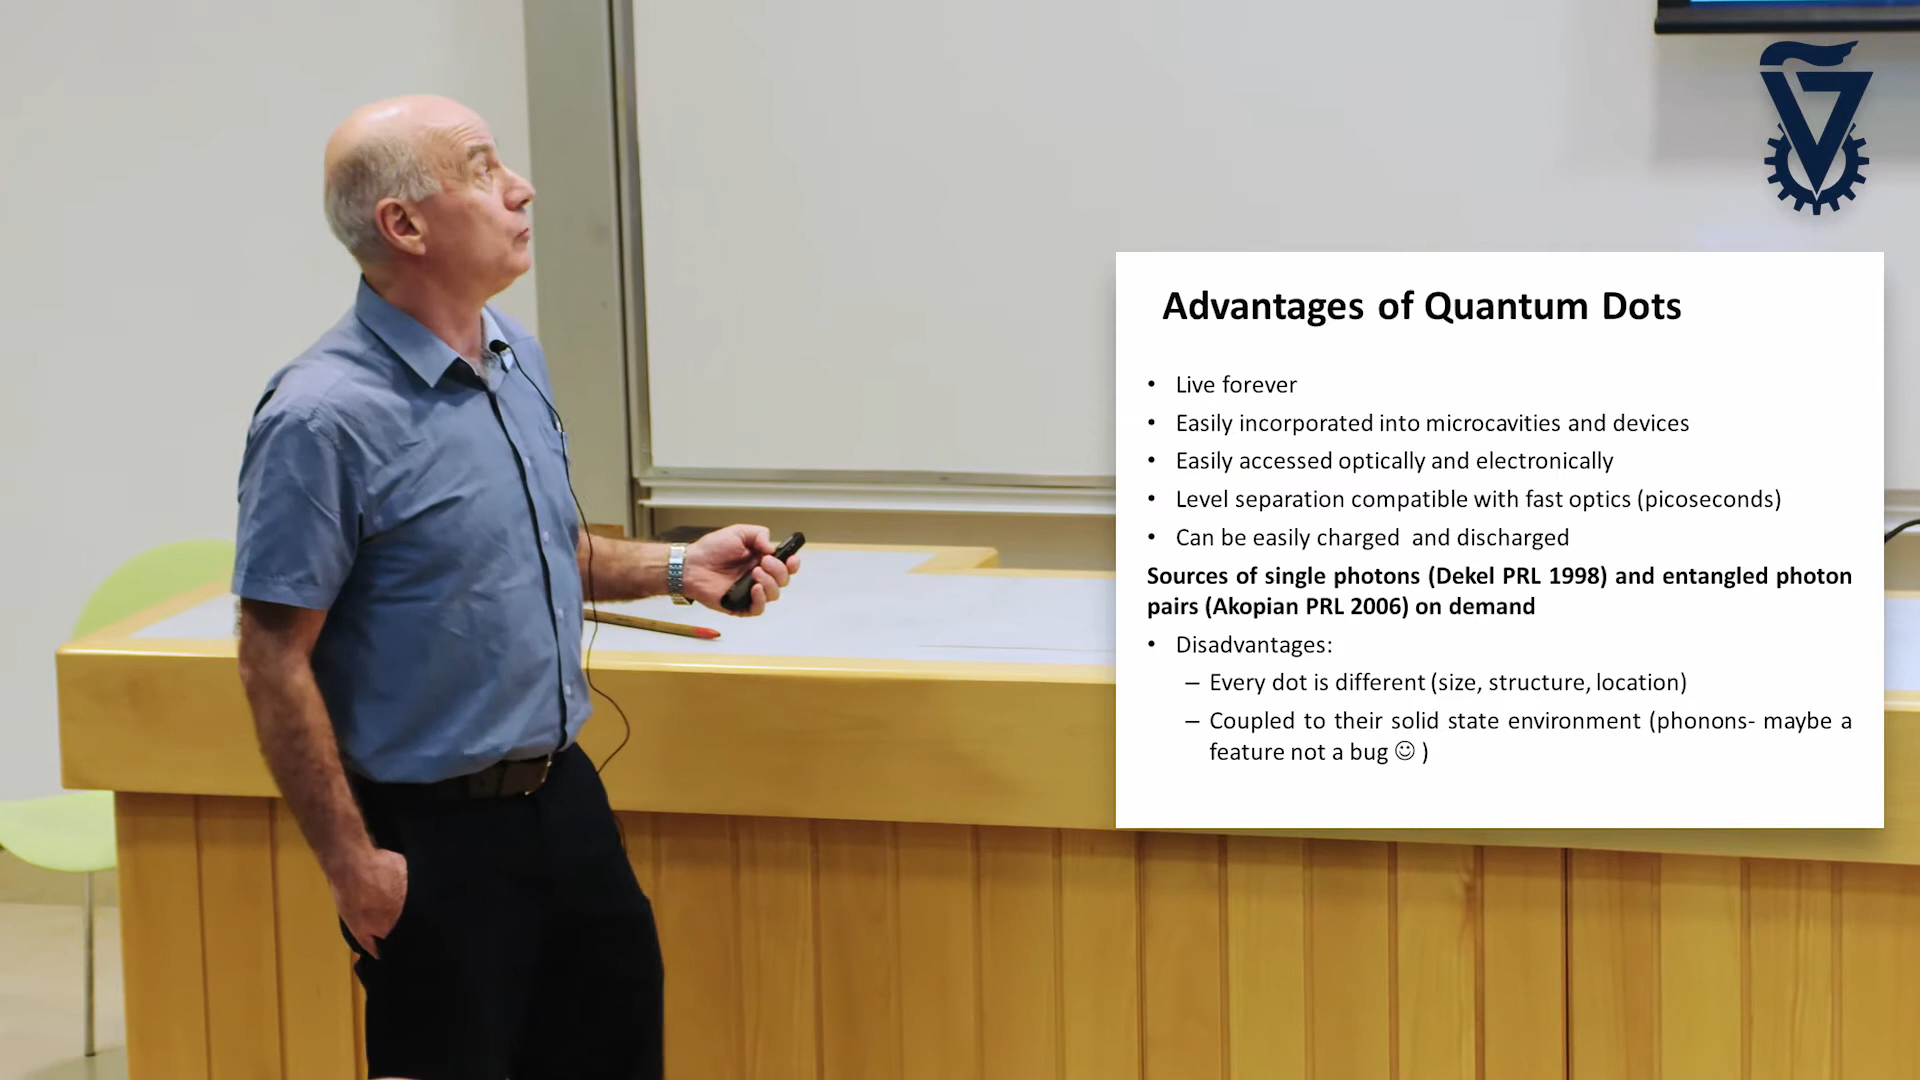 Advantages of Quantum Dots
• Live forever
• Easily incorporated into microcavities and devices
• Easily accessed optically and electronically
• Level separation compatible with fast optics (picoseconds)
• Can be easily charged  and discharged
Sources of single photons (Dekel PRL 1998) and entangled photon
pairs (Akopian PRL 2006) on demand
• Disadvantages:
– Every dot is different (size, structure, location)
– Coupled to their solid state environment (phonons- maybe a
feature not a bug ☺ )